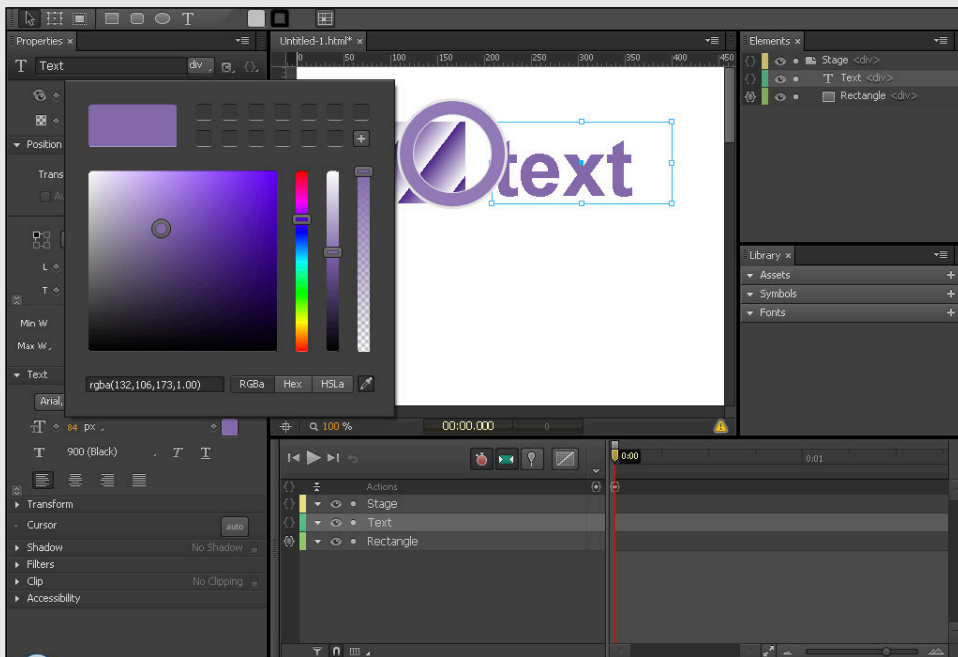 T
Properties ×
T Text div
Position
Trans
L
T
Min W
Max W
Text
Arial,
84 px
T 900 (Black) T T
Transform
Cursor auto
Shadow No Shadow
Filters
Clip No Clipping
Accessibility
rgba(132,106,173,1.00) RGBa Hex HSLa
Untitled-1.html* ×
0 50 100 150 200 250 300 350 400 450
text
100 % 00:00.000 0
0:00 0:01
Actions
Stage
Text
Rectangle
Elements ×
Stage <div>
T Text <div>
Rectangle <div>
Library ×
Assets +
Symbols +
Fonts +